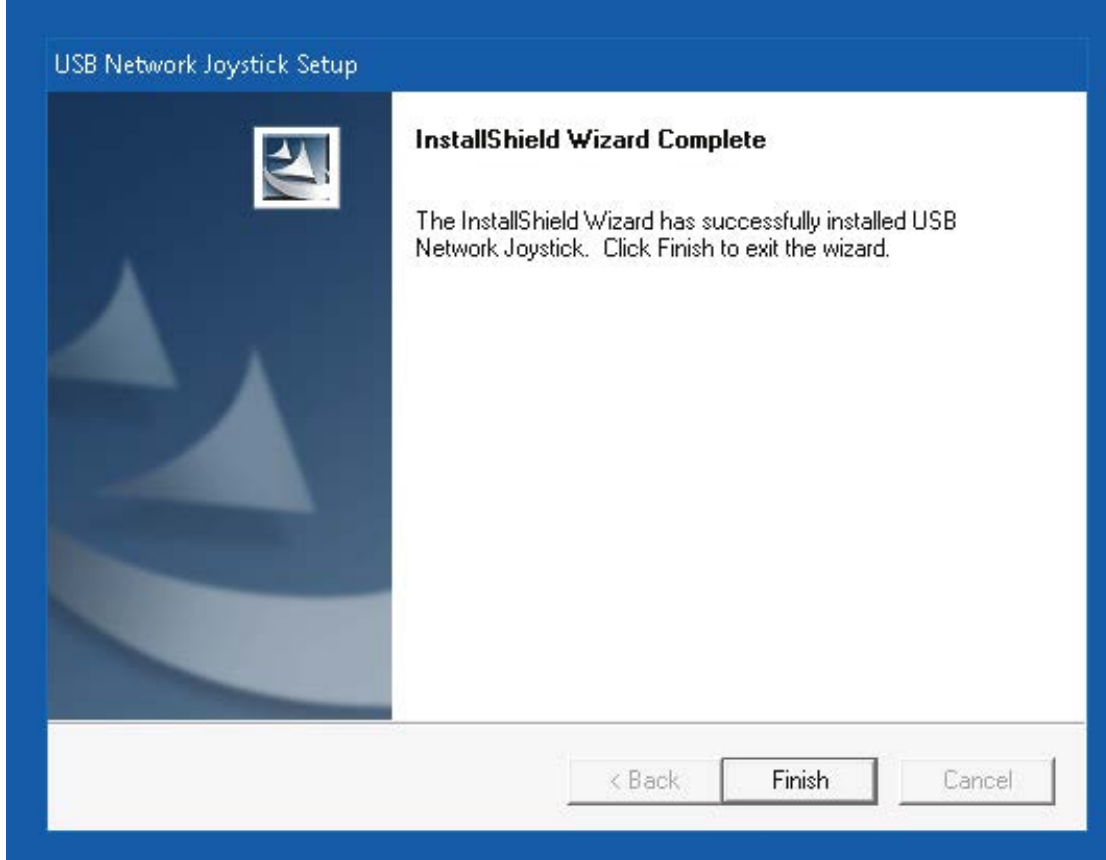 USB Network Joystick Setup
InstallShield Wizard Complete
The InstallShield Wizard has successfully installed USB
Network Joystick.  Click Finish to exit the wizard.
< Back
Finish
Cancel